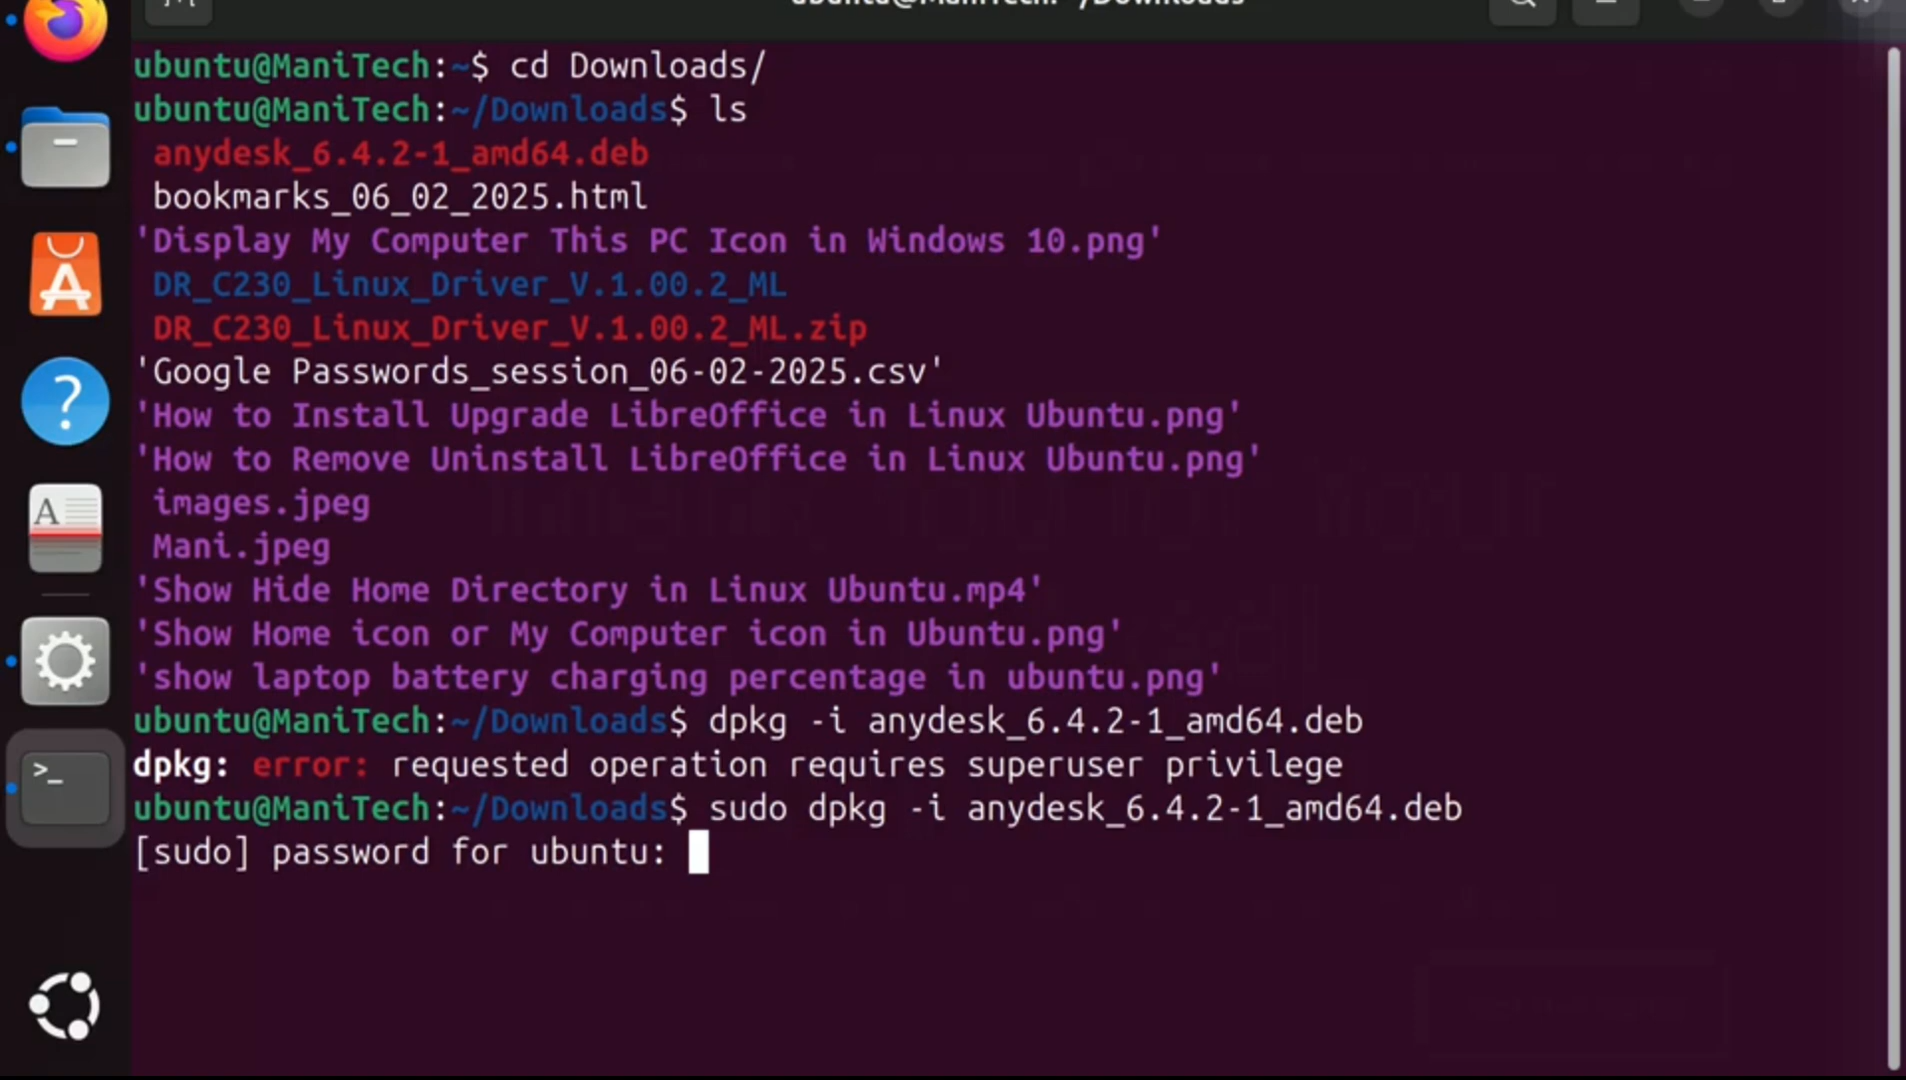 ubuntu@ManiTech: ~/Downloads
ubuntu@ManiTech:~$ cd Downloads/
ubuntu@ManiTech:~/Downloads$ ls
anydesk_6.4.2-1_amd64.deb
bookmarks_06_02_2025.html
'Display My Computer This PC Icon in Windows 10.png'
DR_C230_Linux_Driver_V.1.00.2_ML
DR_C230_Linux_Driver_V.1.00.2_ML.zip
'Google Passwords_session_06-02-2025.csv'
'How to Install Upgrade LibreOffice in Linux Ubuntu.png'
'How to Remove Uninstall LibreOffice in Linux Ubuntu.png'
images.jpeg
Mani.jpeg
'Show Hide Home Directory in Linux Ubuntu.mp4'
'Show Home icon or My Computer icon in Ubuntu.png'
'show laptop battery charging percentage in ubuntu.png'
ubuntu@ManiTech:~/Downloads$ dpkg -i anydesk_6.4.2-1_amd64.deb
dpkg: error: requested operation requires superuser privilege
ubuntu@ManiTech:~/Downloads$ sudo dpkg -i anydesk_6.4.2-1_amd64.deb
[sudo] password for ubuntu: